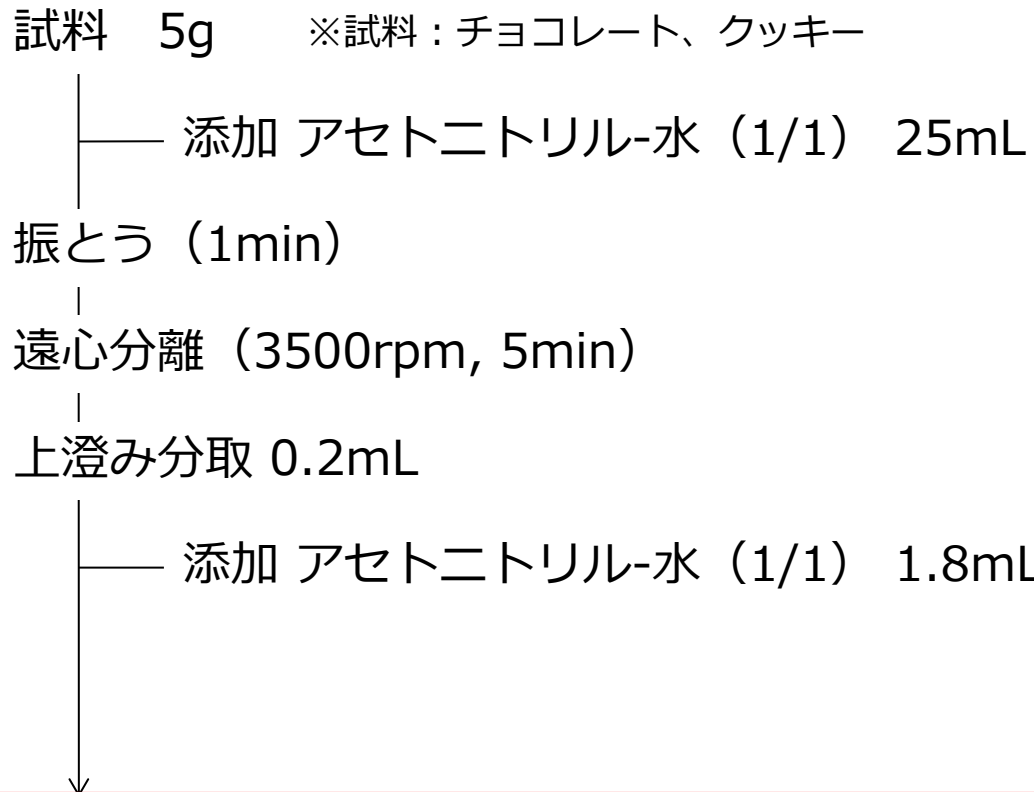 試料　5g　　※試料：チョコレート、クッキー
添加 アセトニトリル-水（1/1） 25mL
振とう（1min）
遠心分離（3500rpm, 5min）
上澄み分取 0.2mL
添加 アセトニトリル-水（1/1） 1.8mL